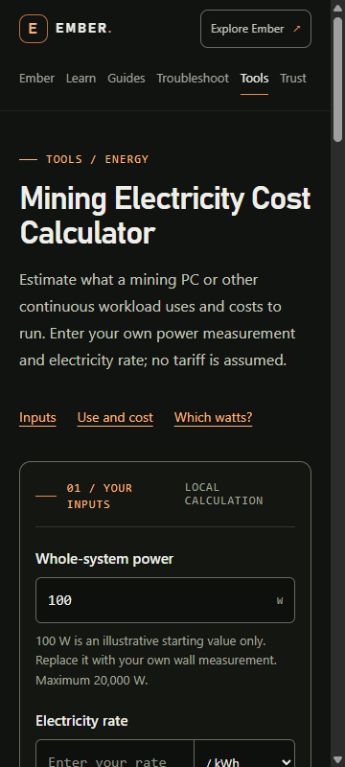 E EMBER.
Explore Ember ↗
Ember Learn Guides Troubleshoot Tools Trust
TOOLS / ENERGY
Mining Electricity Cost
Calculator
Estimate what a mining PC or other
continuous workload uses and costs to
run. Enter your own power measurement
and electricity rate; no tariff is assumed.
Inputs Use and cost Which watts?
01 / YOUR
INPUTS
LOCAL
CALCULATION
Whole-system power
100 W
100 W is an illustrative starting value only.
Replace it with your own wall measurement.
Maximum 20,000 W.
Electricity rate
Enter your rate / kWh